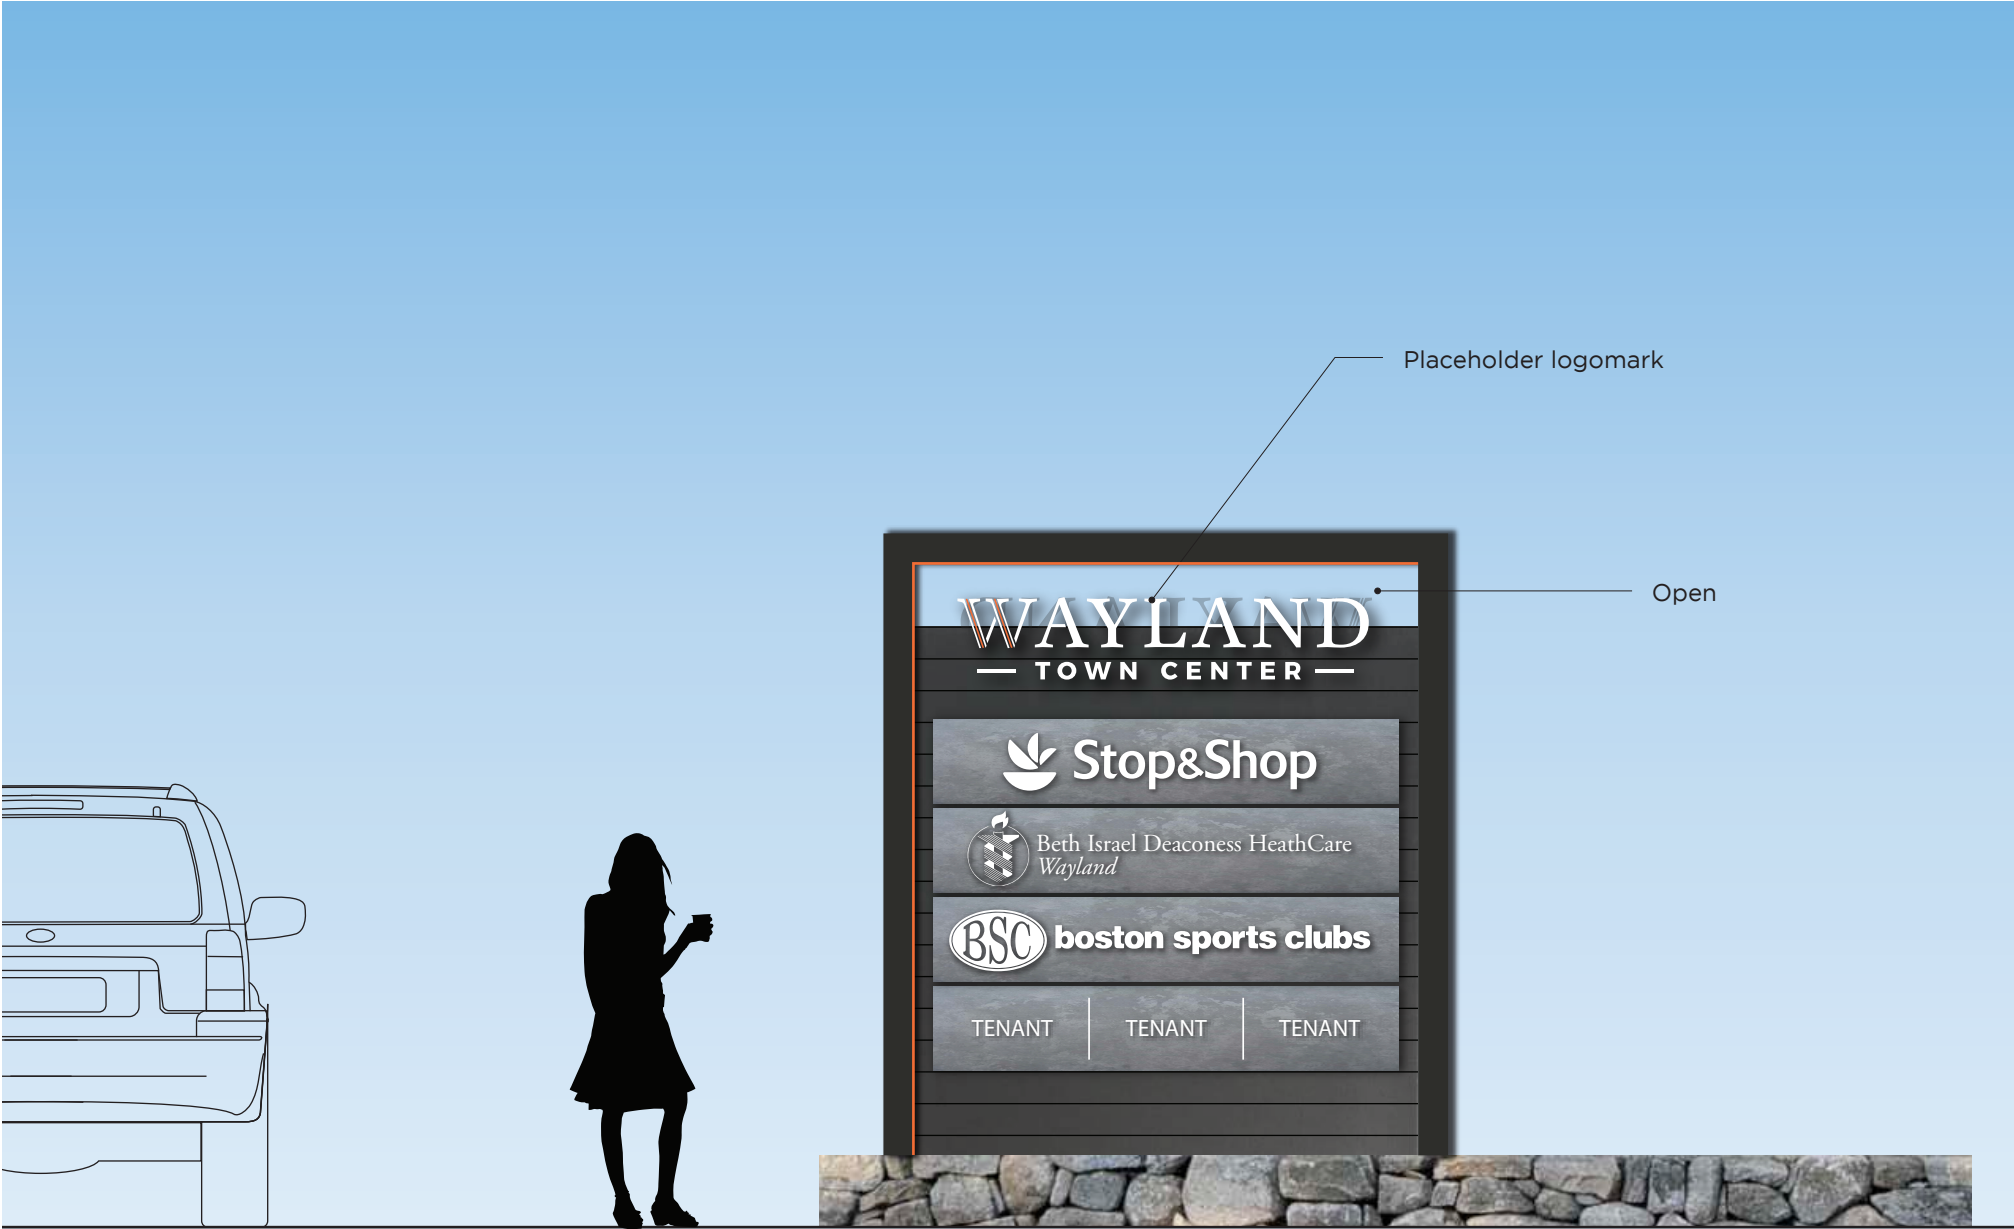 Placeholder logomark
Open
WAYLAND
TOWN CENTER
Stop&Shop
Beth Israel Deaconess HeathCare
Wayland
BSC boston sports clubs
TENANT TENANT TENANT